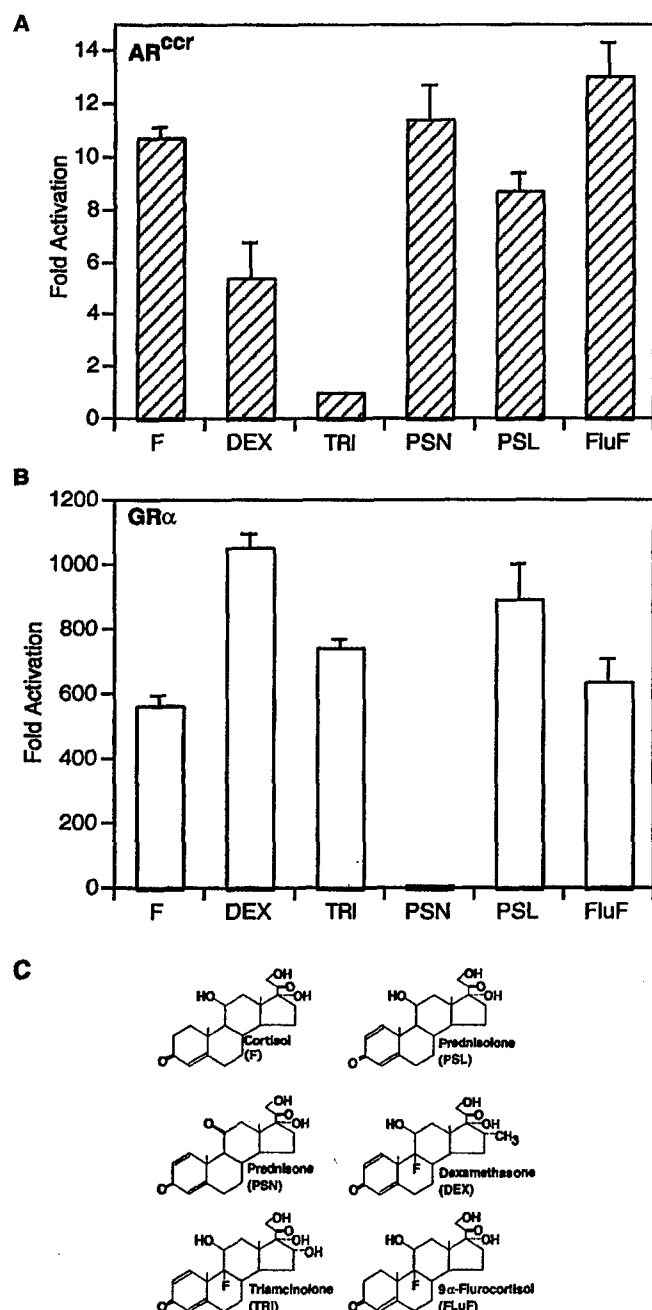 A
AR^ccr
14
12
10
8
6
4
2
0
Fold Activation
F DEX TRI PSN PSL FluF
B
GRα
1200
1000
800
600
400
200
0
Fold Activation
F DEX TRI PSN PSL FluF
C
OH
HO O OH
Cortisol
(F)
O
OH
HO O OH
Prednisolone
(PSL)
O
OH
O O OH
Prednisone
(PSN)
O
OH
HO O OH
CH3
F
Dexamethasone
(DEX)
O
OH
HO O OH
OH
F
Triamcinolone
(TRI)
O
OH
HO O OH
F
9α-Flurocortisol
(FLuF)
O